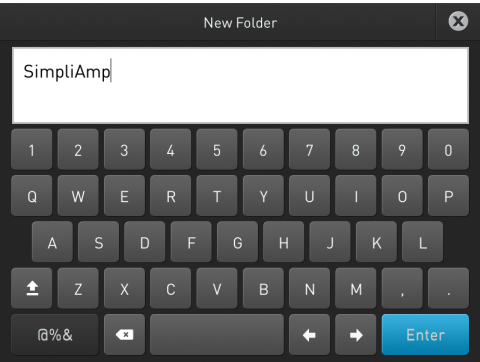 New Folder
SimpliAmp
1 2 3 4 5 6 7 8 9 0
Q W E R T Y U I O P
A S D F G H J K L
Z X C V B N M , .
@%& Enter